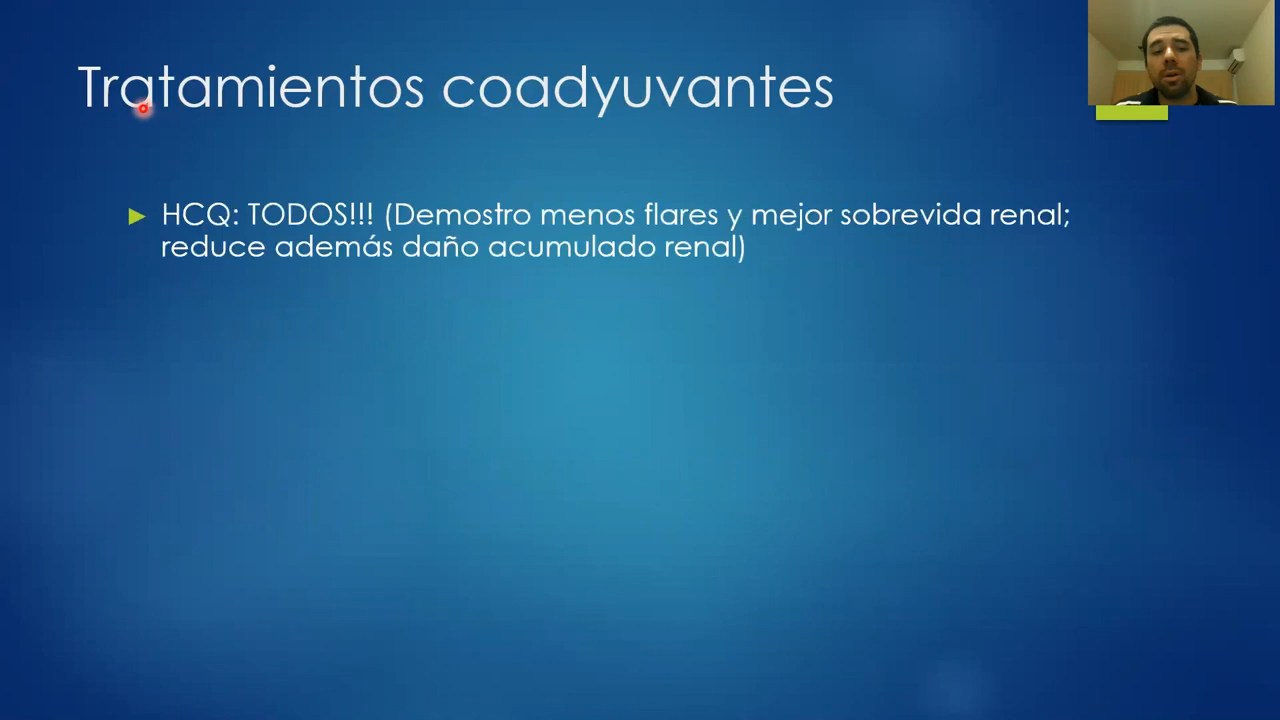 Tratamientos coadyuvantes
HCQ: TODOS!!! (Demostro menos flares y mejor sobrevida renal;
reduce además daño acumulado renal)